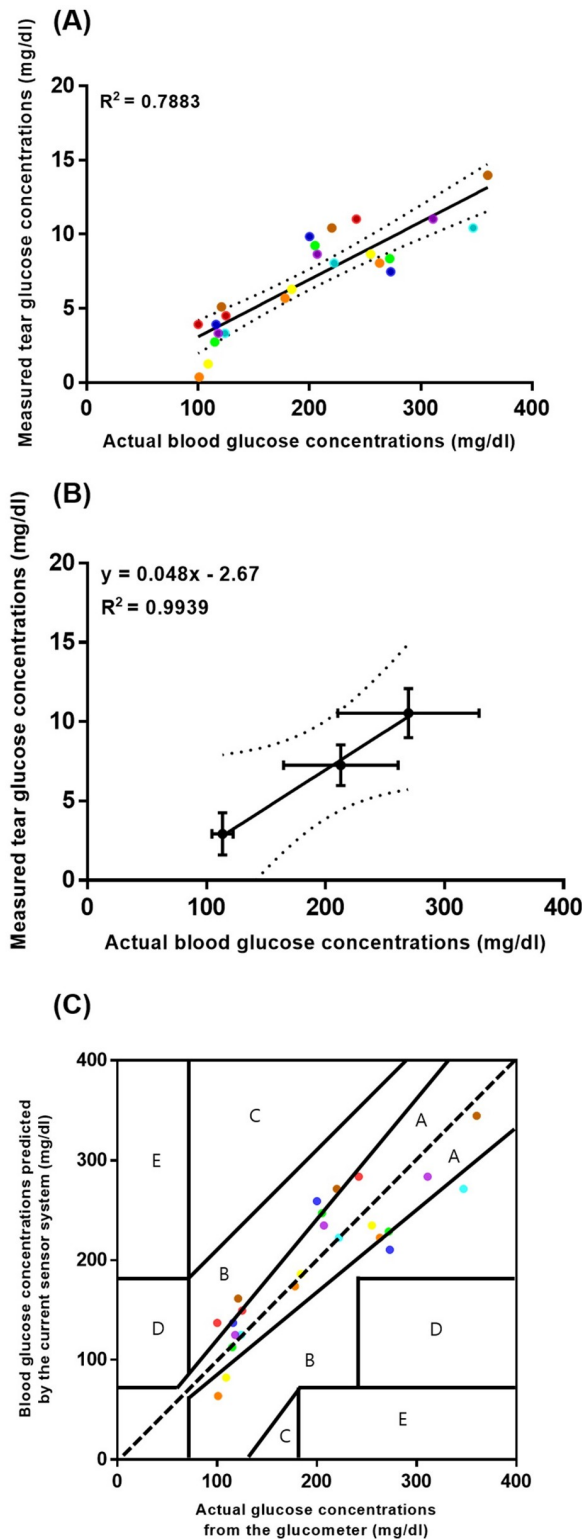 (A)
Measured tear glucose concentrations (mg/dl)
R² = 0.7883
20
15
10
5
0
0 100 200 300 400
Actual blood glucose concentrations (mg/dl)
(B)
Measured tear glucose concentrations (mg/dl)
y = 0.048x - 2.67
R² = 0.9939
20
15
10
5
0
0 100 200 300 400
Actual blood glucose concentrations (mg/dl)
(C)
Blood glucose concentrations predicted
by the current sensor system (mg/dl)
400
300
200
100
0
C
A
E
A
B
D
D
B
E
C
0 100 200 300 400
Actual glucose concentrations
from the glucometer (mg/dl)